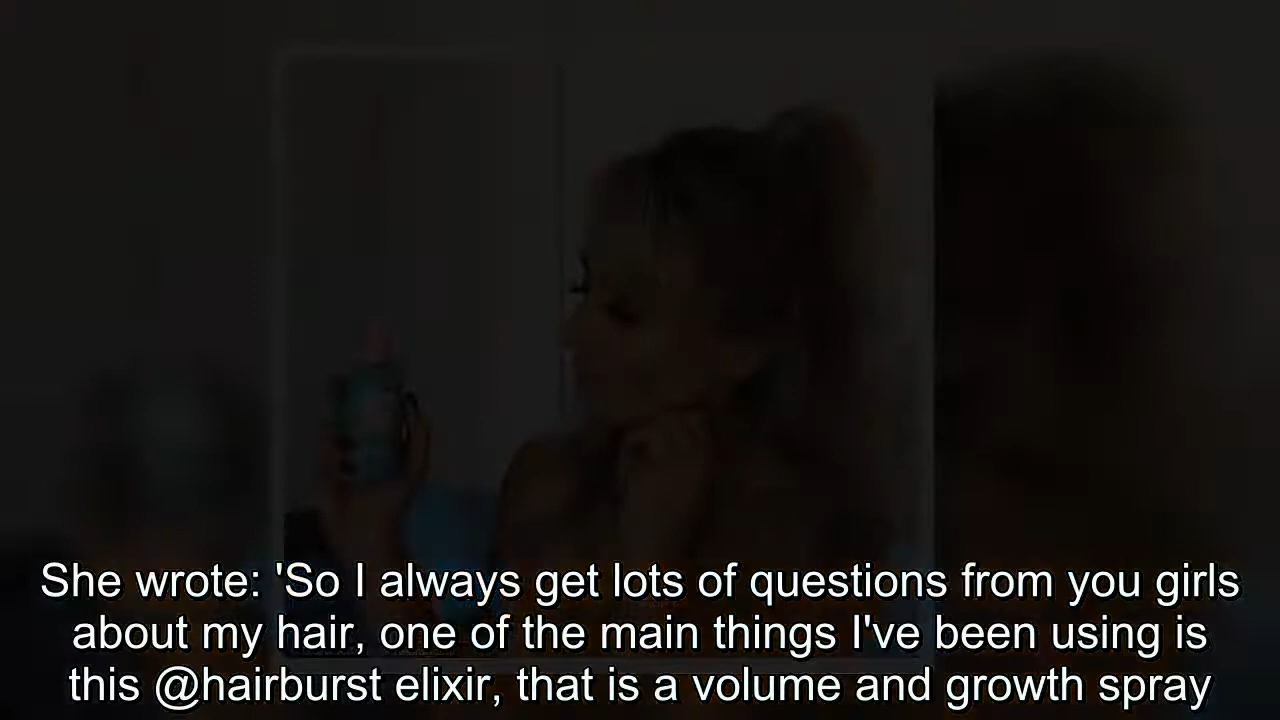 She wrote: 'So I always get lots of questions from you girls
about my hair, one of the main things I've been using is
this @hairburst elixir, that is a volume and growth spray